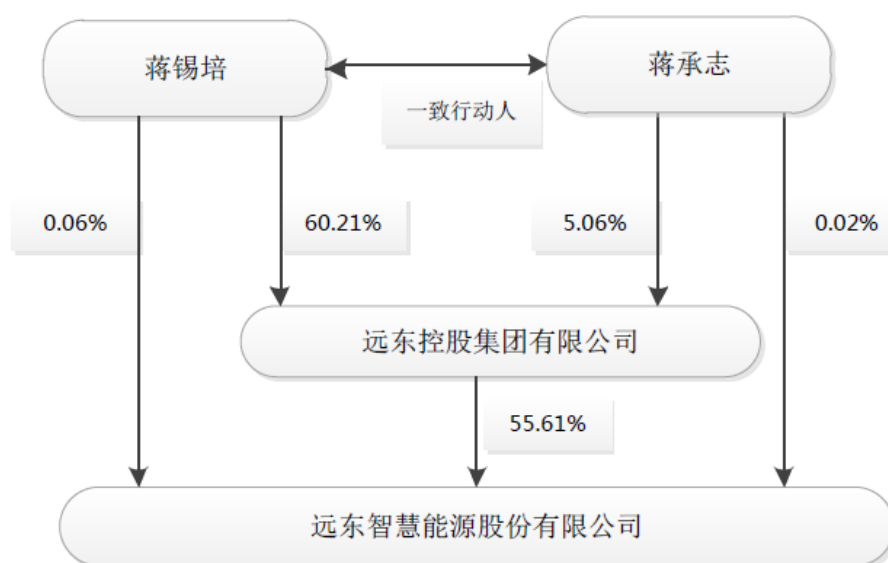 蒋锡培
蒋承志
一致行动人
0.06%
60.21%
5.06%
0.02%
远东控股集团有限公司
55.61%
远东智慧能源股份有限公司